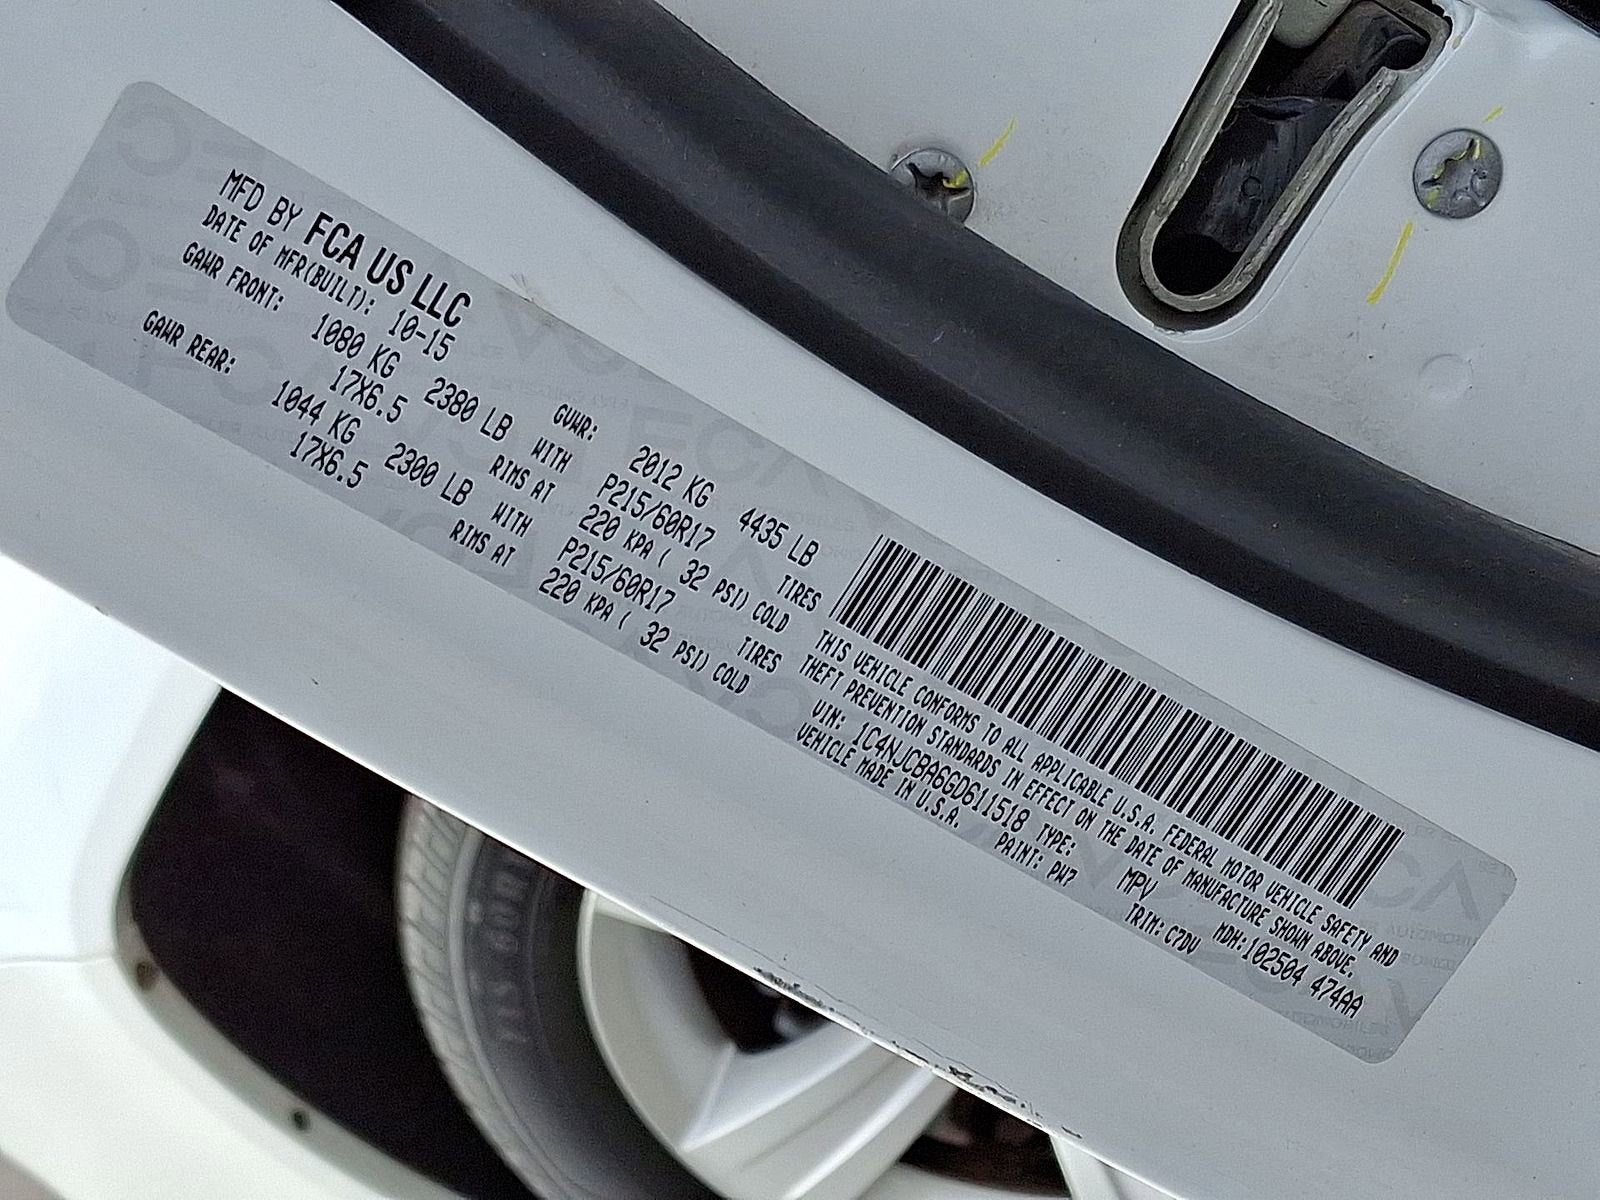 MFD BY FCA US LLC
DATE OF MFR(BUILT): 10-15 GVWR: 2012 KG 4435 LB
GAWR FRONT: 1080 KG 2380 LB WITH P215/60R17 TIRES
17X6.5 RIMS AT 220 KPA ( 32 PSI) COLD
GAWR REAR: 1044 KG 2300 LB WITH P215/60R17 TIRES
17X6.5 RIMS AT 220 KPA ( 32 PSI) COLD
THIS VEHICLE CONFORMS TO ALL APPLICABLE U.S.A. FEDERAL MOTOR VEHICLE SAFETY AND
THEFT PREVENTION STANDARDS IN EFFECT ON THE DATE OF MANUFACTURE SHOWN ABOVE.
VIN: 1C4NJCBA6GD611518 TYPE: MPV MDH:102504 474AA
VEHICLE MADE IN U.S.A. PAINT: PW7 TRIM:C7DV